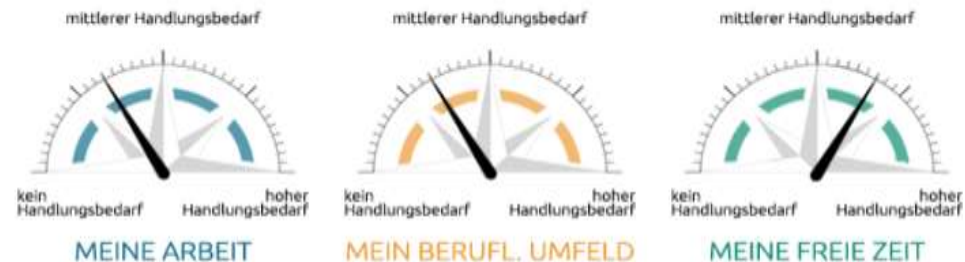 mittlerer Handlungsbedarf
mittlerer Handlungsbedarf
mittlerer Handlungsbedarf
kein
Handlungsbedarf
hoher
Handlungsbedarf
kein
Handlungsbedarf
hoher
Handlungsbedarf
kein
Handlungsbedarf
hoher
Handlungsbedarf
MEINE ARBEIT
MEIN BERUFL. UMFELD
MEINE FREIE ZEIT